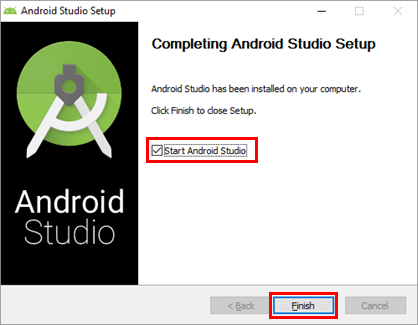 Android Studio Setup
Completing Android Studio Setup
Android Studio has been installed on your computer.
Click Finish to close Setup.
Start Android Studio
Android
Studio
< Back
Finish
Cancel